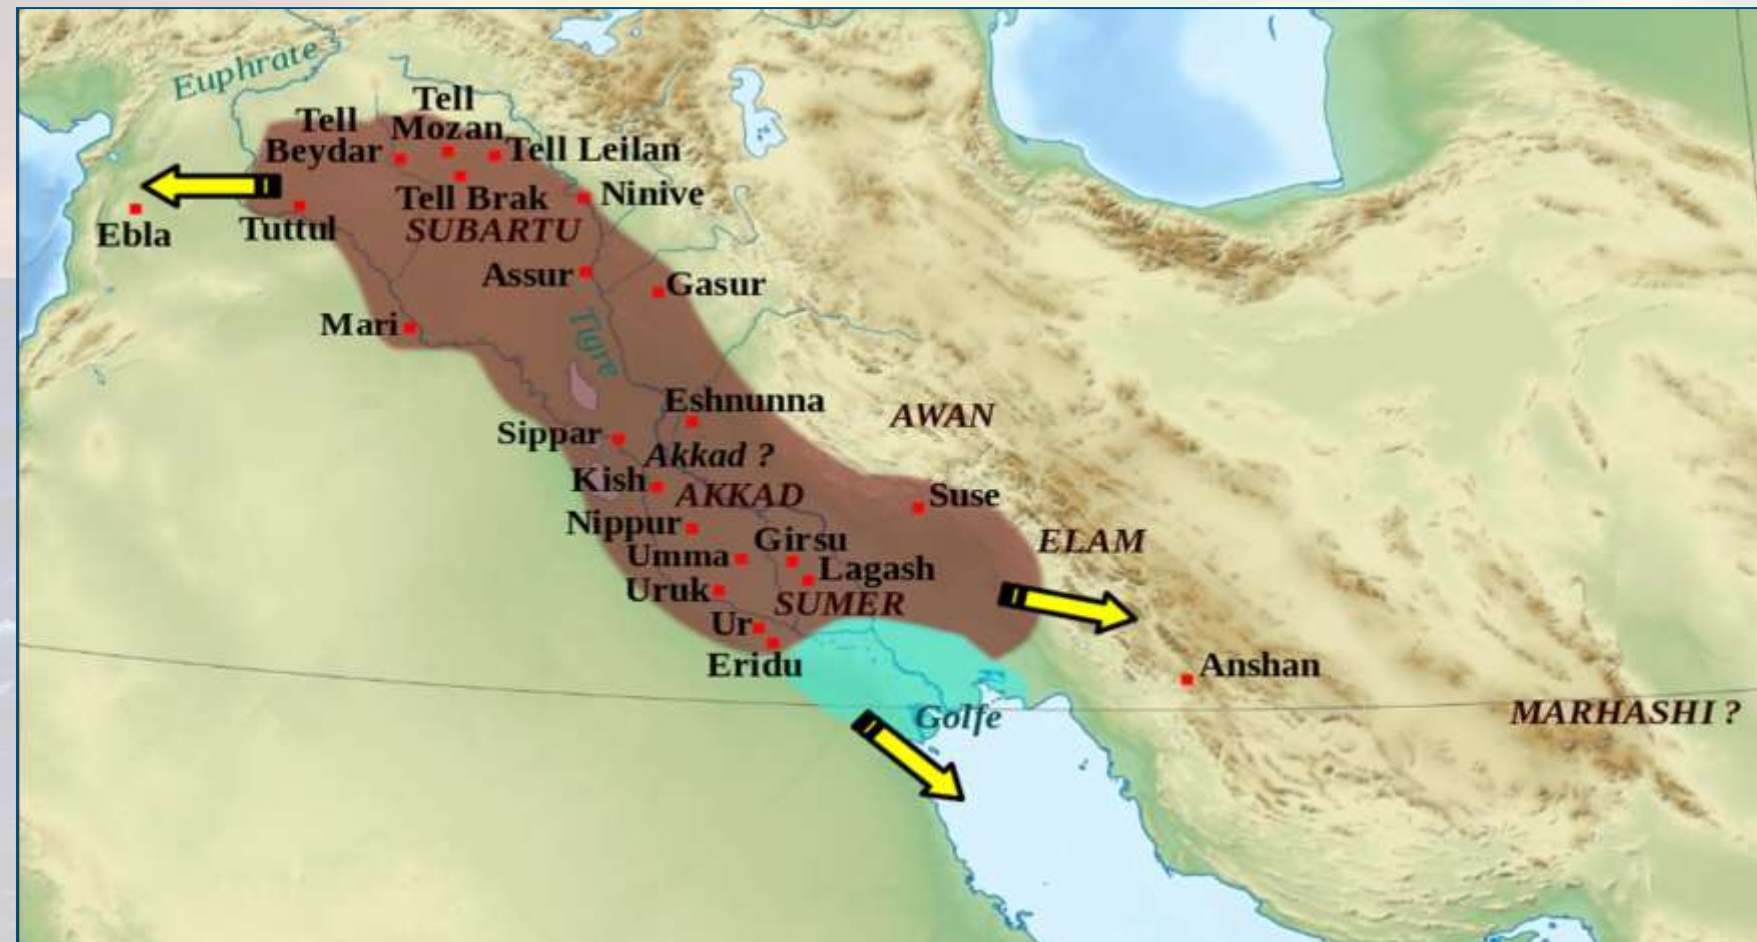 Euphrate
Tell
Mozan
Tell
Beydar
Tell Leilan
Tell Brak
Ninive
SUBARTU
Ebla
Tuttul
Assur
Gasur
Mari
Tigre
Eshnunna
AWAN
Sippar
Akkad ?
Kish
AKKAD
Suse
Nippur
Girsu
ELAM
Umma
Lagash
Uruk
SUMER
Ur
Eridu
Anshan
Golfe
MARHASHI ?